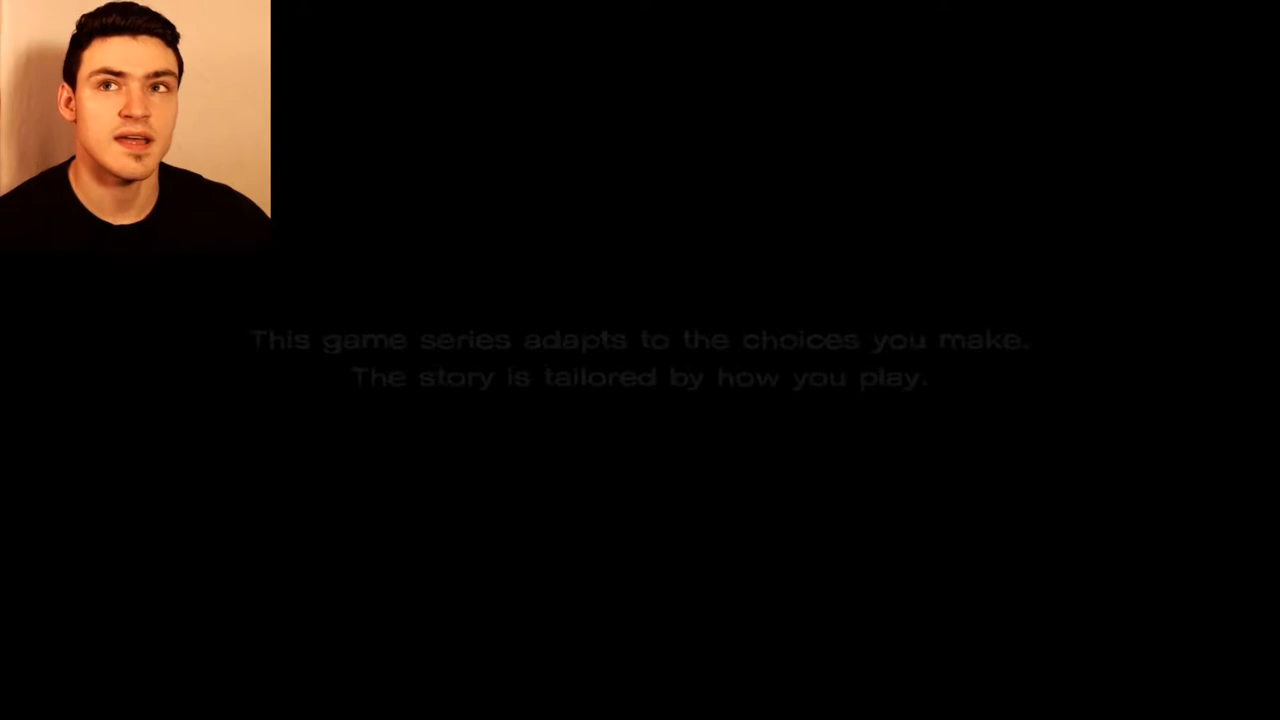 This game series adapts to the choices you make.
The story is tailored by how you play.